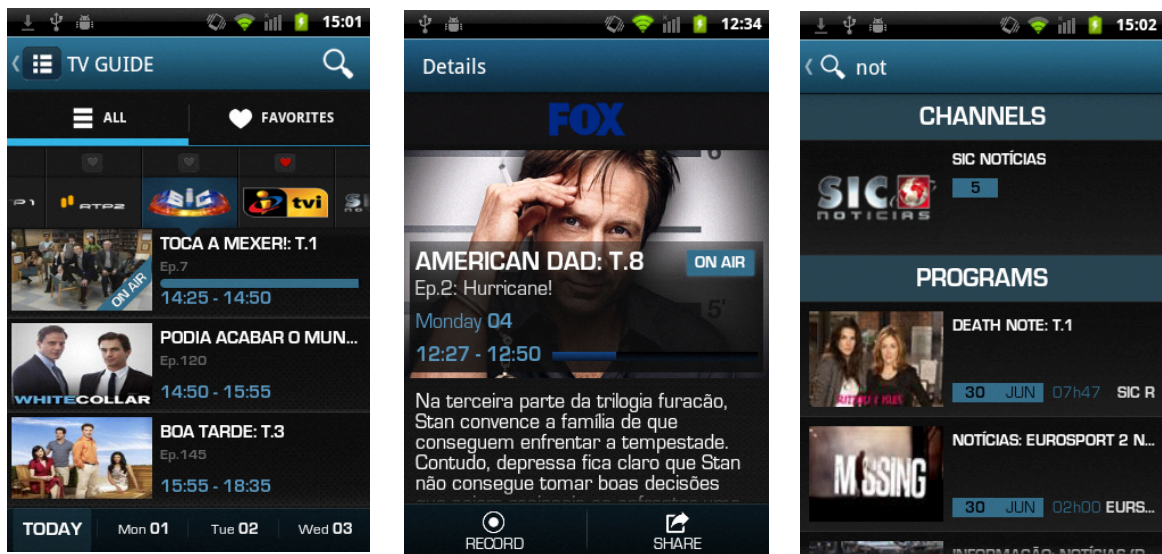 15:01
TV GUIDE
ALL
FAVORITES
RTP2
SIC
tvi
TOCA A MEXER!: T.1
Ep.7
ON AIR
14:25 - 14:50
PODIA ACABAR O MUN...
Ep.120
WHITECOLLAR
14:50 - 15:55
BOA TARDE: T.3
Ep.145
15:55 - 18:35
TODAY Mon 01 Tue 02 Wed 03
12:34
Details
FOX
6'
AMERICAN DAD: T.8
ON AIR
Ep.2: Hurricane!
5'
Monday 04
12:27 - 12:50
Na terceira parte da trilogia furacão,
Stan convence a família de que
conseguem enfrentar a tempestade.
Contudo, depressa fica claro que Stan
não consegue tomar boas decisões
RECORD
SHARE
15:02
not
CHANNELS
SIC NOTÍCIAS
5
SIC
NOTICIAS
PROGRAMS
DEATH NOTE: T.1
RIZZOLI & ISLES
30 JUN 07h47 SIC R
NOTÍCIAS: EUROSPORT 2 N...
MISSING
30 JUN 02h00 EURS...